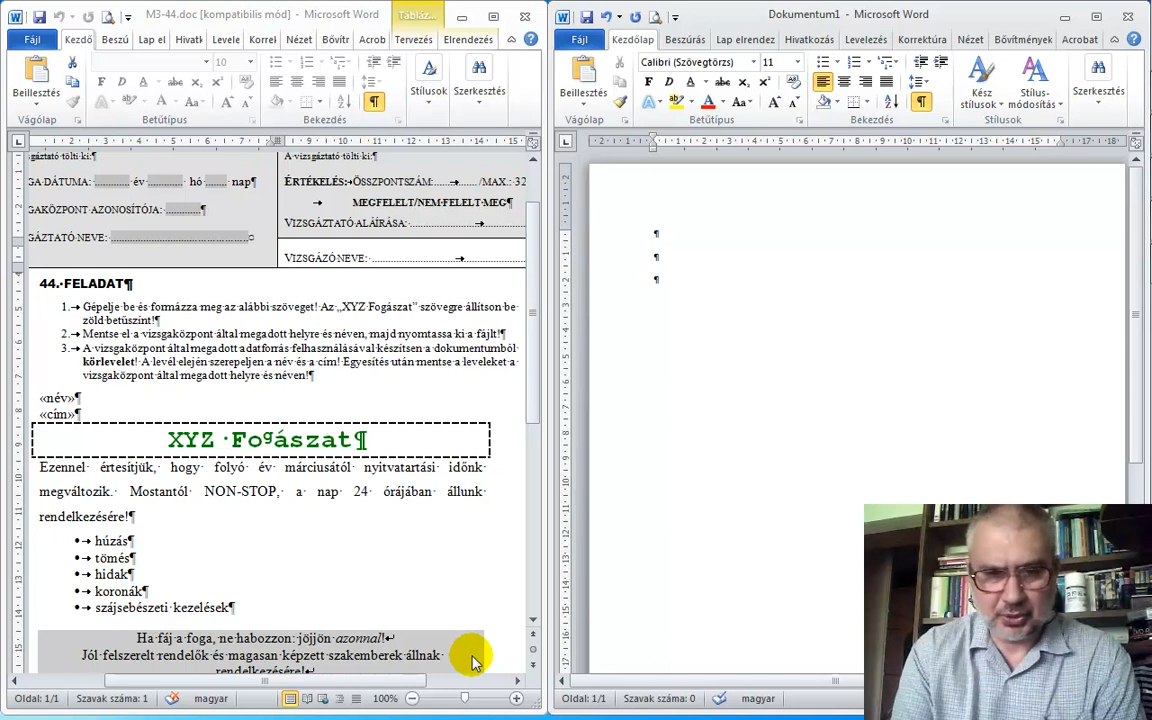 M3-44.doc [kompatibilis mód] - Microsoft Word
Tábláz...
Dokumentum1 - Microsoft Word
Fájl Kezdő Beszú Lap el Hivatk Levele Korre Nézet Bővítr Acrob Tervezés Elrendezés
Fájl Kezdőlap Beszúrás Lap elrendez Hivatkozás Levelezés Korrektúra Nézet Bővítmények Acrobat
10
Calibri (Szövegtörzs) 11
Beillesztés Stílusok Szerkesztés
Beillesztés Kész stílusok Stílus-módosítás Szerkesztés
Vágólap Betűtípus Bekezdés
Vágólap Betűtípus Bekezdés Stílusok
gáztató tölti ki:¶
A vizsgáztató tölti ki:¶
GA DÁTUMA: ............ év ............ hó ........ nap¶
ÉRTÉKELÉS: ÖSSZPONTSZÁM:...... /MAX.: 32
MEGFELELT/NEM FELELT MEG¶
GAKÖZPONT AZONOSÍTÓJA: ............¶
VIZSGÁZTATÓ ALÁÍRÁSA: ............
GÁZTATÓ NEVE: ................................................
VIZSGÁZÓ NEVE: ............
44. FELADAT¶
1. Gépelje be és formázza meg az alábbi szöveget! Az „XYZ Fogászat” szövegre állítson be
zöld betűszínt!¶
2. Mentse el a vizsgaközpont által megadott helyre és néven, majd nyomtassa ki a fájlt!¶
3. A vizsgaközpont által megadott adatforrás felhasználásával készítsen a dokumentumból
körlevelet! A levél elején szerepeljen a név és a cím! Egyesítés után mentse a leveleket a
vizsgaközpont által megadott helyre és néven!¶
«név»¶
«cím»¶
XYZ Fogászat¶
Ezennel értesítjük, hogy folyó év márciusától nyitvatartási időnk
megváltozik. Mostantól NON-STOP, a nap 24 órájában állunk
rendelkezésére!¶
• húzás¶
• tömés¶
• hidak¶
• koronák¶
• szájsebészeti kezelések¶
Ha fáj a foga, ne habozzon: jöjjön azonnal!
Jól felszerelt rendelők és magasan képzett szakemberek állnak
rendelkezésére!
Oldal: 1/1 Szavak száma: 1 magyar 100%
Oldal: 1/1 Szavak száma: 0 magyar